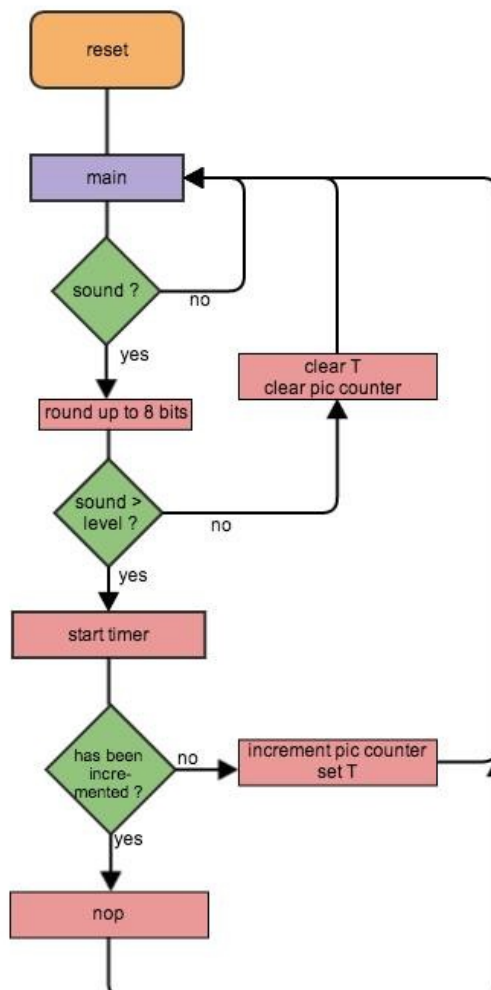 reset
main
sound ?
no
yes
clear T
clear pic counter
round up to 8 bits
sound >
level ?
no
yes
start timer
has been
incre-
mented ?
no
increment pic counter
set T
yes
nop